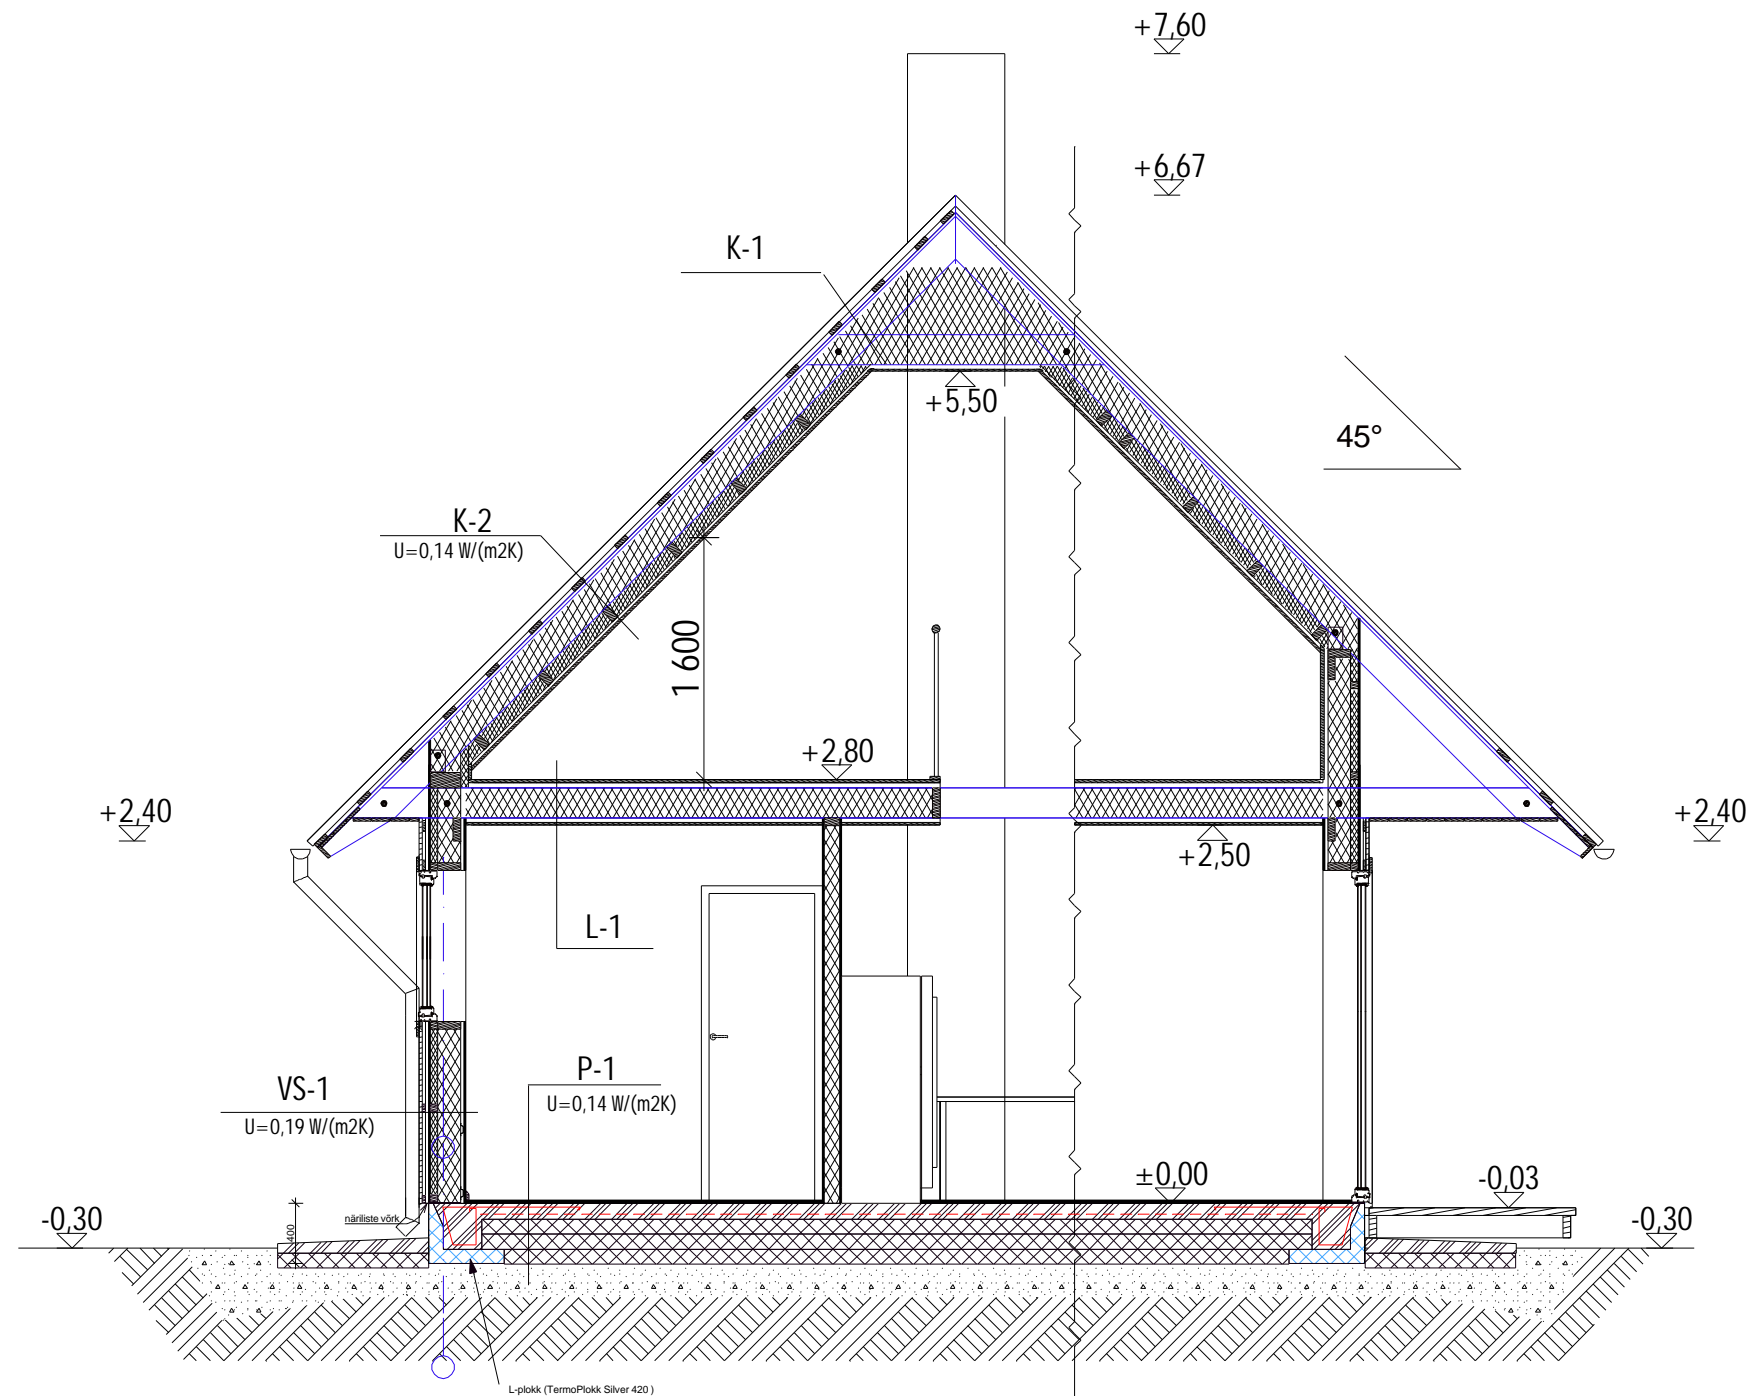 +7,60
+6,67
K-1
+5,50
45°
K-2
U=0,14 W/(m2K)
1 600
+2,80
+2,40
+2,40
+2,50
L-1
P-1
U=0,14 W/(m2K)
VS-1
U=0,19 W/(m2K)
±0,00
-0,03
-0,30
näriliste võrk
400
-0,30
L-plokk (TermoPlokk Silver 420 )